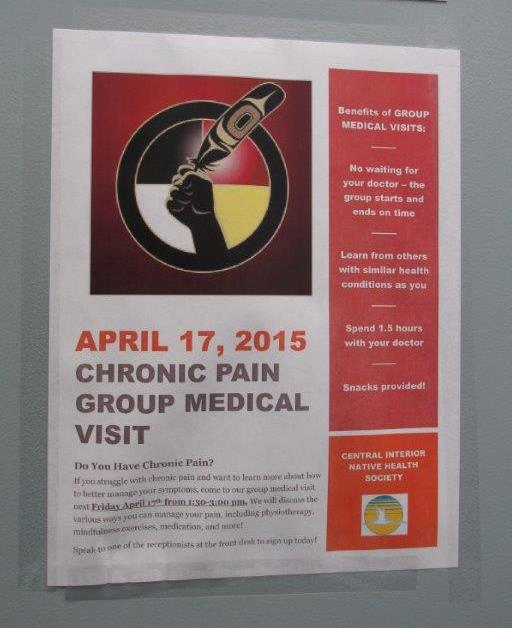 APRIL 17, 2015
CHRONIC PAIN
GROUP MEDICAL
VISIT
Do You Have Chronic Pain?
If you struggle with chronic pain and want to learn more about how
to better manage your symptoms, come to our group medical visit
next Friday April 17th from 1:30-3:00 pm. We will discuss the
various ways you can manage your pain, including physiotherapy,
mindfulness exercises, medication, and more!
Speak to one of the receptionists at the front desk to sign up today!
Benefits of GROUP
MEDICAL VISITS:
No waiting for
your doctor – the
group starts and
ends on time
Learn from others
with similar health
conditions as you
Spend 1.5 hours
with your doctor
Snacks provided!
CENTRAL INTERIOR
NATIVE HEALTH
SOCIETY